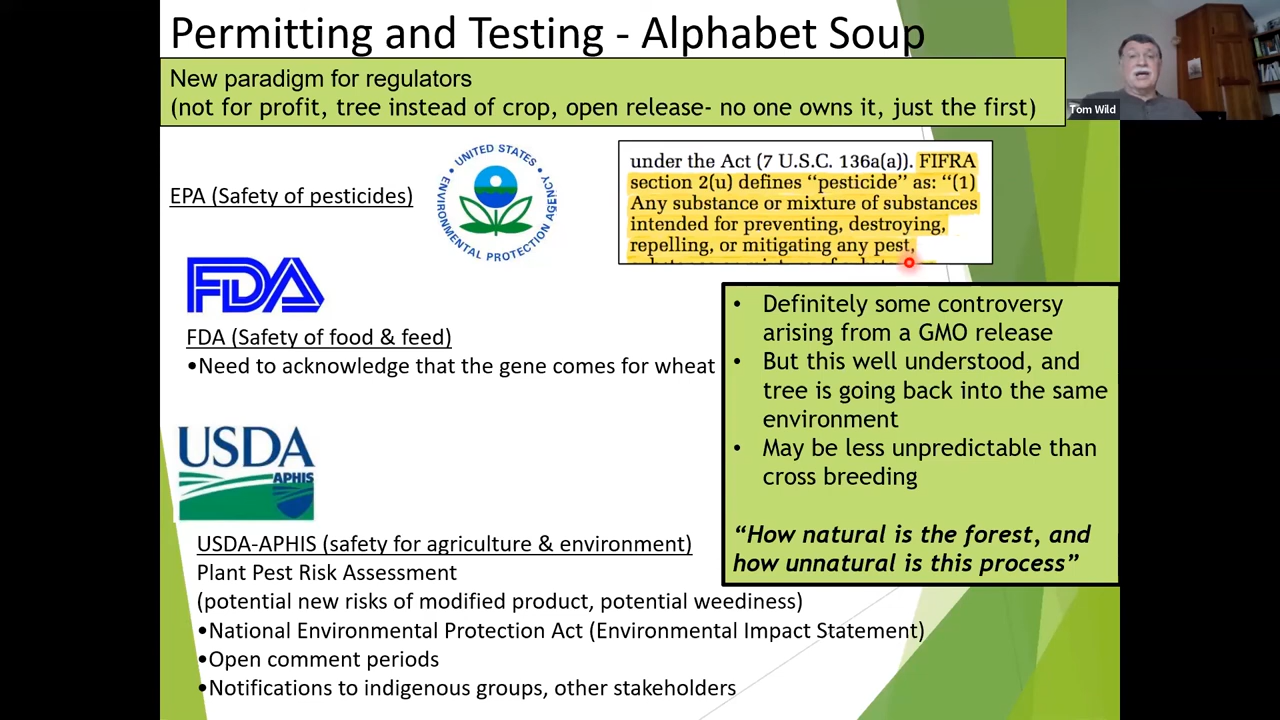 Permitting and Testing - Alphabet Soup
Tom Wild
New paradigm for regulators
(not for profit, tree instead of crop, open release- no one owns it, just the first)
EPA (Safety of pesticides)
UNITED STATES
ENVIRONMENTAL PROTECTION AGENCY
under the Act (7 U.S.C. 136a(a)). FIFRA
section 2(u) defines ‘‘pesticide’’ as: ‘‘(1)
Any substance or mixture of substances
intended for preventing, destroying,
repelling, or mitigating any pest,
FDA
FDA (Safety of food & feed)
•Need to acknowledge that the gene comes for wheat
• Definitely some controversy
arising from a GMO release
• But this well understood, and
tree is going back into the same
environment
• May be less unpredictable than
cross breeding
“How natural is the forest, and
how unnatural is this process”
USDA
APHIS
USDA-APHIS (safety for agriculture & environment)
Plant Pest Risk Assessment
(potential new risks of modified product, potential weediness)
•National Environmental Protection Act (Environmental Impact Statement)
•Open comment periods
•Notifications to indigenous groups, other stakeholders